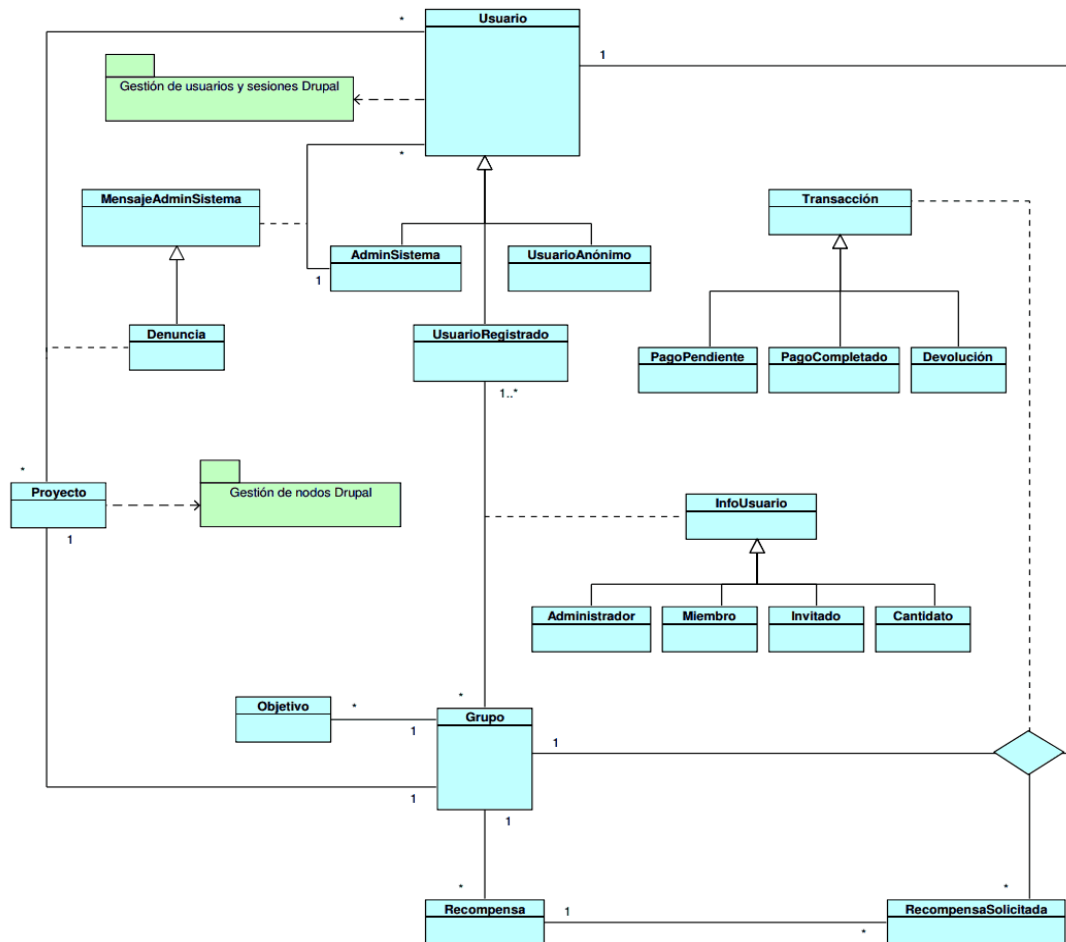 *
Usuario
1
Gestión de usuarios y sesiones Drupal
*
MensajeAdminSistema
Transacción
AdminSistema
UsuarioAnónimo
1
Denuncia
UsuarioRegistrado
PagoPendiente
PagoCompletado
Devolución
1..*
*
Proyecto
Gestión de nodos Drupal
InfoUsuario
1
Administrador
Miembro
Invitado
Cantidato
*
Objetivo
*
Grupo
1
1
1
1
*
*
Recompensa
1
RecompensaSolicitada
*